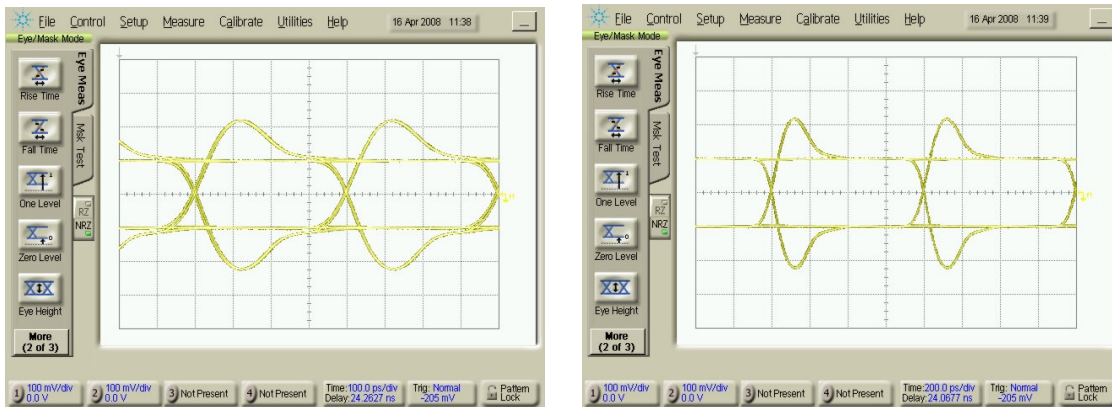 File Control Setup Measure Calibrate Utilities Help 16 Apr 2008 11:38
Eye/Mask Mode
Eye Meas
Msk Test
Rise Time
Fall Time
One Level
Zero Level
Eye Height
RZ
NRZ
More
(2 of 3)
1 100 mV/div
0.0 V
2 100 mV/div
0.0 V
3 Not Present
4 Not Present
Time:100.0 ps/div
Delay:24.2627 ns
Trig: Normal
-205 mV
Pattern
Lock
File Control Setup Measure Calibrate Utilities Help 16 Apr 2008 11:39
Eye/Mask Mode
Eye Meas
Msk Test
Rise Time
Fall Time
One Level
Zero Level
Eye Height
RZ
NRZ
More
(2 of 3)
1 100 mV/div
0.0 V
2 100 mV/div
0.0 V
3 Not Present
4 Not Present
Time:200.0 ps/div
Delay:24.0677 ns
Trig: Normal
-205 mV
Pattern
Lock